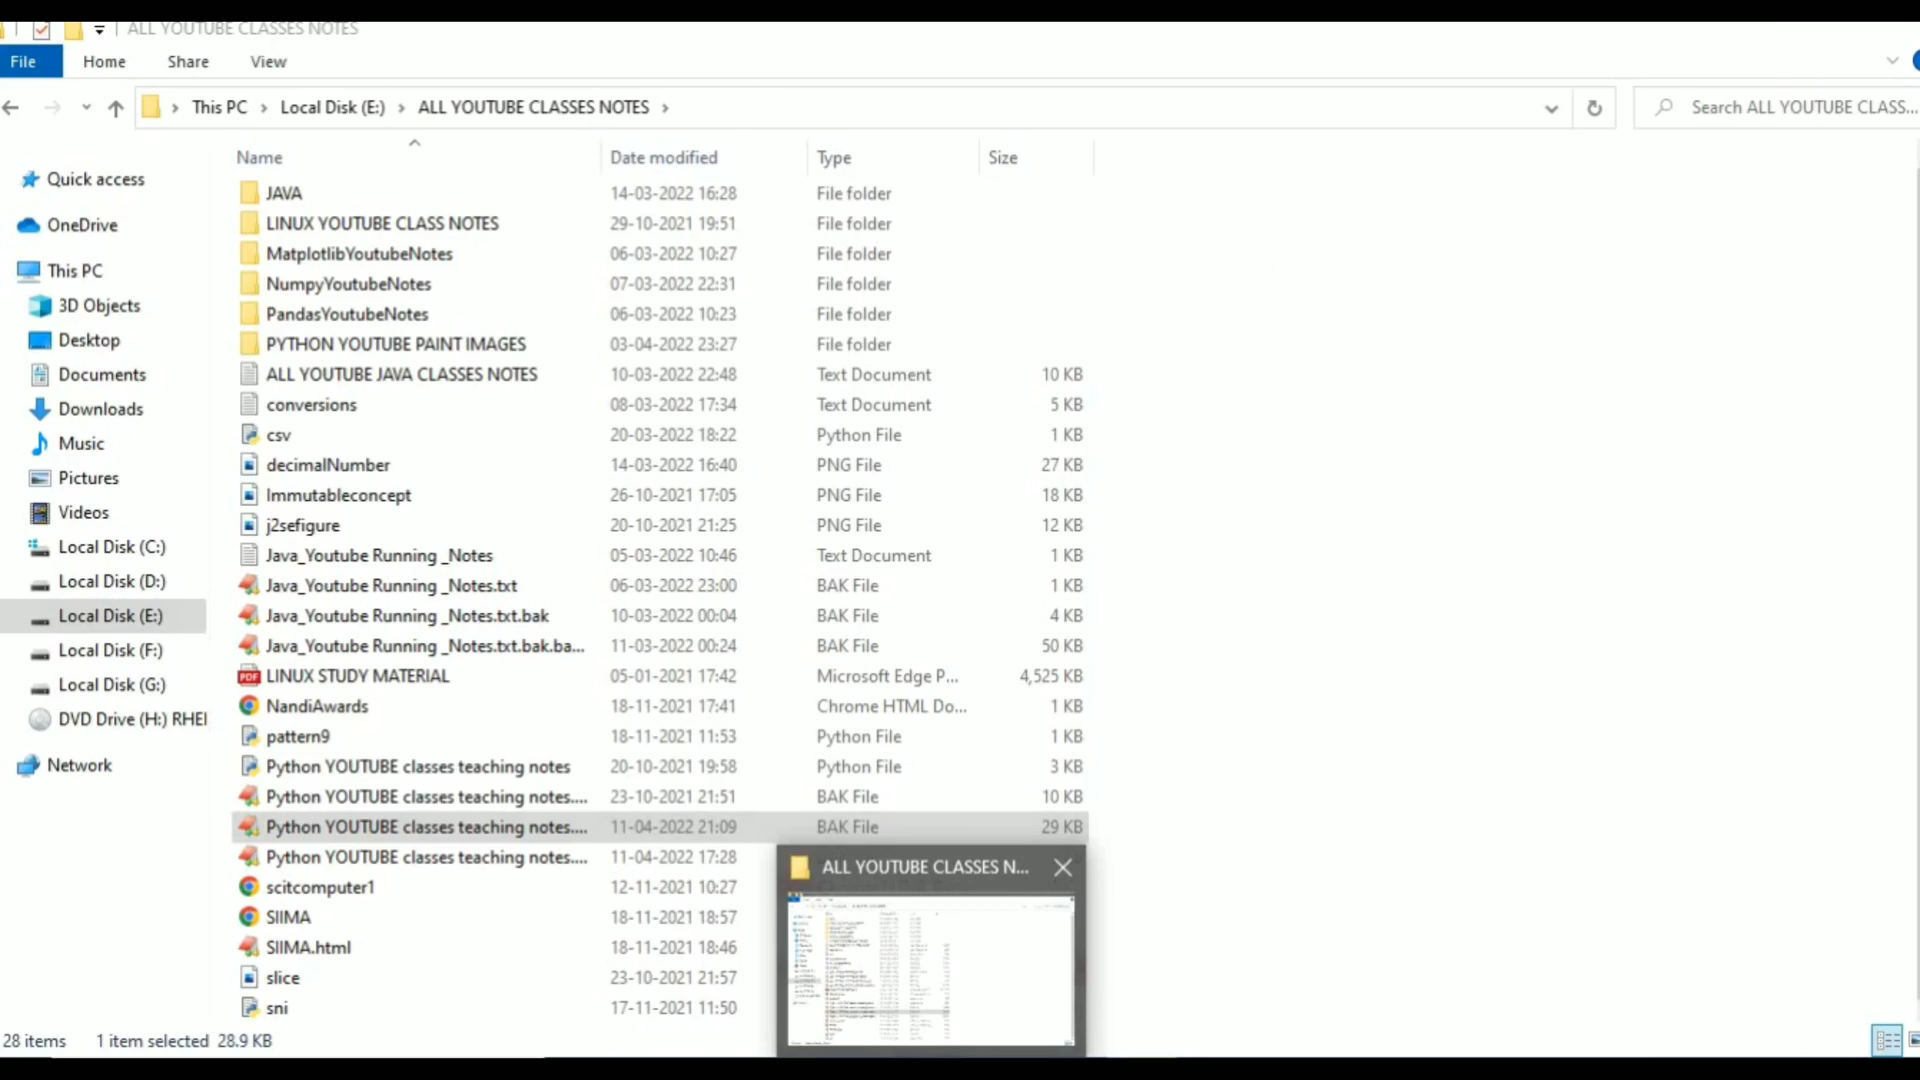 ALL YOUTUBE CLASSES NOTES
File Home Share View
This PC Local Disk (E:) ALL YOUTUBE CLASSES NOTES Search ALL YOUTUBE CLASS...
Name Date modified Type Size
Quick access
OneDrive
This PC
3D Objects
Desktop
Documents
Downloads
Music
Pictures
Videos
Local Disk (C:)
Local Disk (D:)
Local Disk (E:)
Local Disk (F:)
Local Disk (G:)
DVD Drive (H:) RHEl
Network
JAVA 14-03-2022 16:28 File folder
LINUX YOUTUBE CLASS NOTES 29-10-2021 19:51 File folder
MatplotlibYoutubeNotes 06-03-2022 10:27 File folder
NumpyYoutubeNotes 07-03-2022 22:31 File folder
PandasYoutubeNotes 06-03-2022 10:23 File folder
PYTHON YOUTUBE PAINT IMAGES 03-04-2022 23:27 File folder
ALL YOUTUBE JAVA CLASSES NOTES 10-03-2022 22:48 Text Document 10 KB
conversions 08-03-2022 17:34 Text Document 5 KB
csv 20-03-2022 18:22 Python File 1 KB
decimalNumber 14-03-2022 16:40 PNG File 27 KB
Immutableconcept 26-10-2021 17:05 PNG File 18 KB
j2sefigure 20-10-2021 21:25 PNG File 12 KB
Java_Youtube Running _Notes 05-03-2022 10:46 Text Document 1 KB
Java_Youtube Running _Notes.txt 06-03-2022 23:00 BAK File 1 KB
Java_Youtube Running _Notes.txt.bak 10-03-2022 00:04 BAK File 4 KB
Java_Youtube Running _Notes.txt.bak.ba... 11-03-2022 00:24 BAK File 50 KB
PDF LINUX STUDY MATERIAL 05-01-2021 17:42 Microsoft Edge P... 4,525 KB
NandiAwards 18-11-2021 17:41 Chrome HTML Do... 1 KB
pattern9 18-11-2021 11:53 Python File 1 KB
Python YOUTUBE classes teaching notes 20-10-2021 19:58 Python File 3 KB
Python YOUTUBE classes teaching notes.... 23-10-2021 21:51 BAK File 10 KB
Python YOUTUBE classes teaching notes.... 11-04-2022 21:09 BAK File 29 KB
Python YOUTUBE classes teaching notes.... 11-04-2022 17:28
scitcomputer1 12-11-2021 10:27
SIIMA 18-11-2021 18:57
SIIMA.html 18-11-2021 18:46
slice 23-10-2021 21:57
sni 17-11-2021 11:50
ALL YOUTUBE CLASSES N...
28 items 1 item selected 28.9 KB